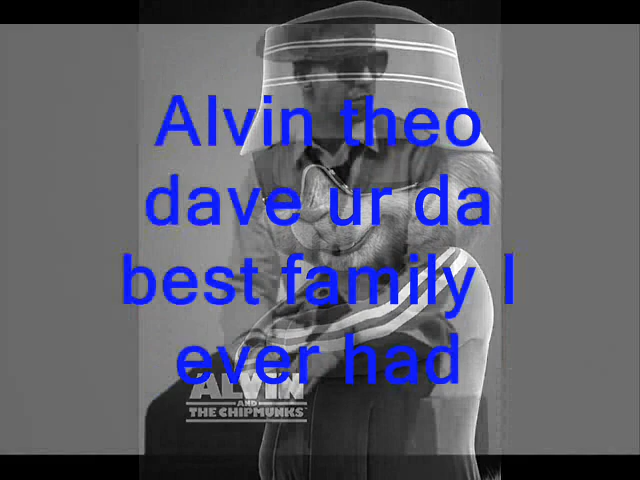 Alvin theo
dave ur da
best family I
ever had
ALVIN
AND
THE CHIPMUNKS